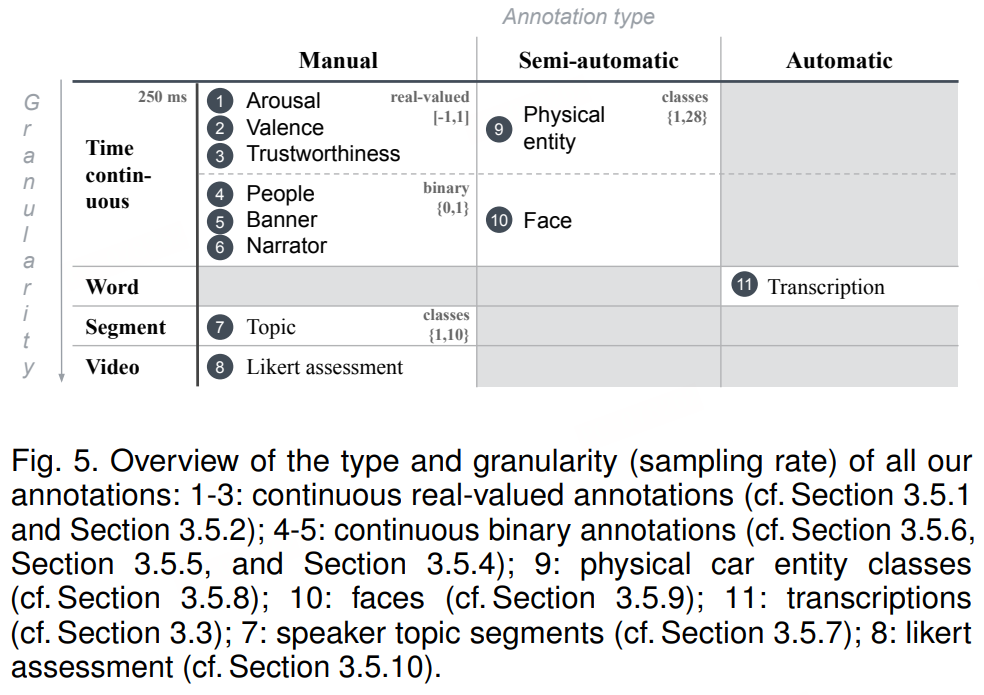 Annotation type
Manual Semi-automatic Automatic
Granularity
Time contin-uous
250 ms
1 Arousal
2 Valence
3 Trustworthiness
real-valued
[-1,1]
9 Physical entity
classes
{1,28}
4 People
5 Banner
6 Narrator
binary
{0,1}
10 Face
Word
11 Transcription
Segment
7 Topic
classes
{1,10}
Video
8 Likert assessment
Fig. 5. Overview of the type and granularity (sampling rate) of all our
annotations: 1-3: continuous real-valued annotations (cf. Section 3.5.1
and Section 3.5.2); 4-5: continuous binary annotations (cf. Section 3.5.6,
Section 3.5.5, and Section 3.5.4); 9: physical car entity classes
(cf. Section 3.5.8); 10: faces (cf. Section 3.5.9); 11: transcriptions
(cf. Section 3.3); 7: speaker topic segments (cf. Section 3.5.7); 8: likert
assessment (cf. Section 3.5.10).